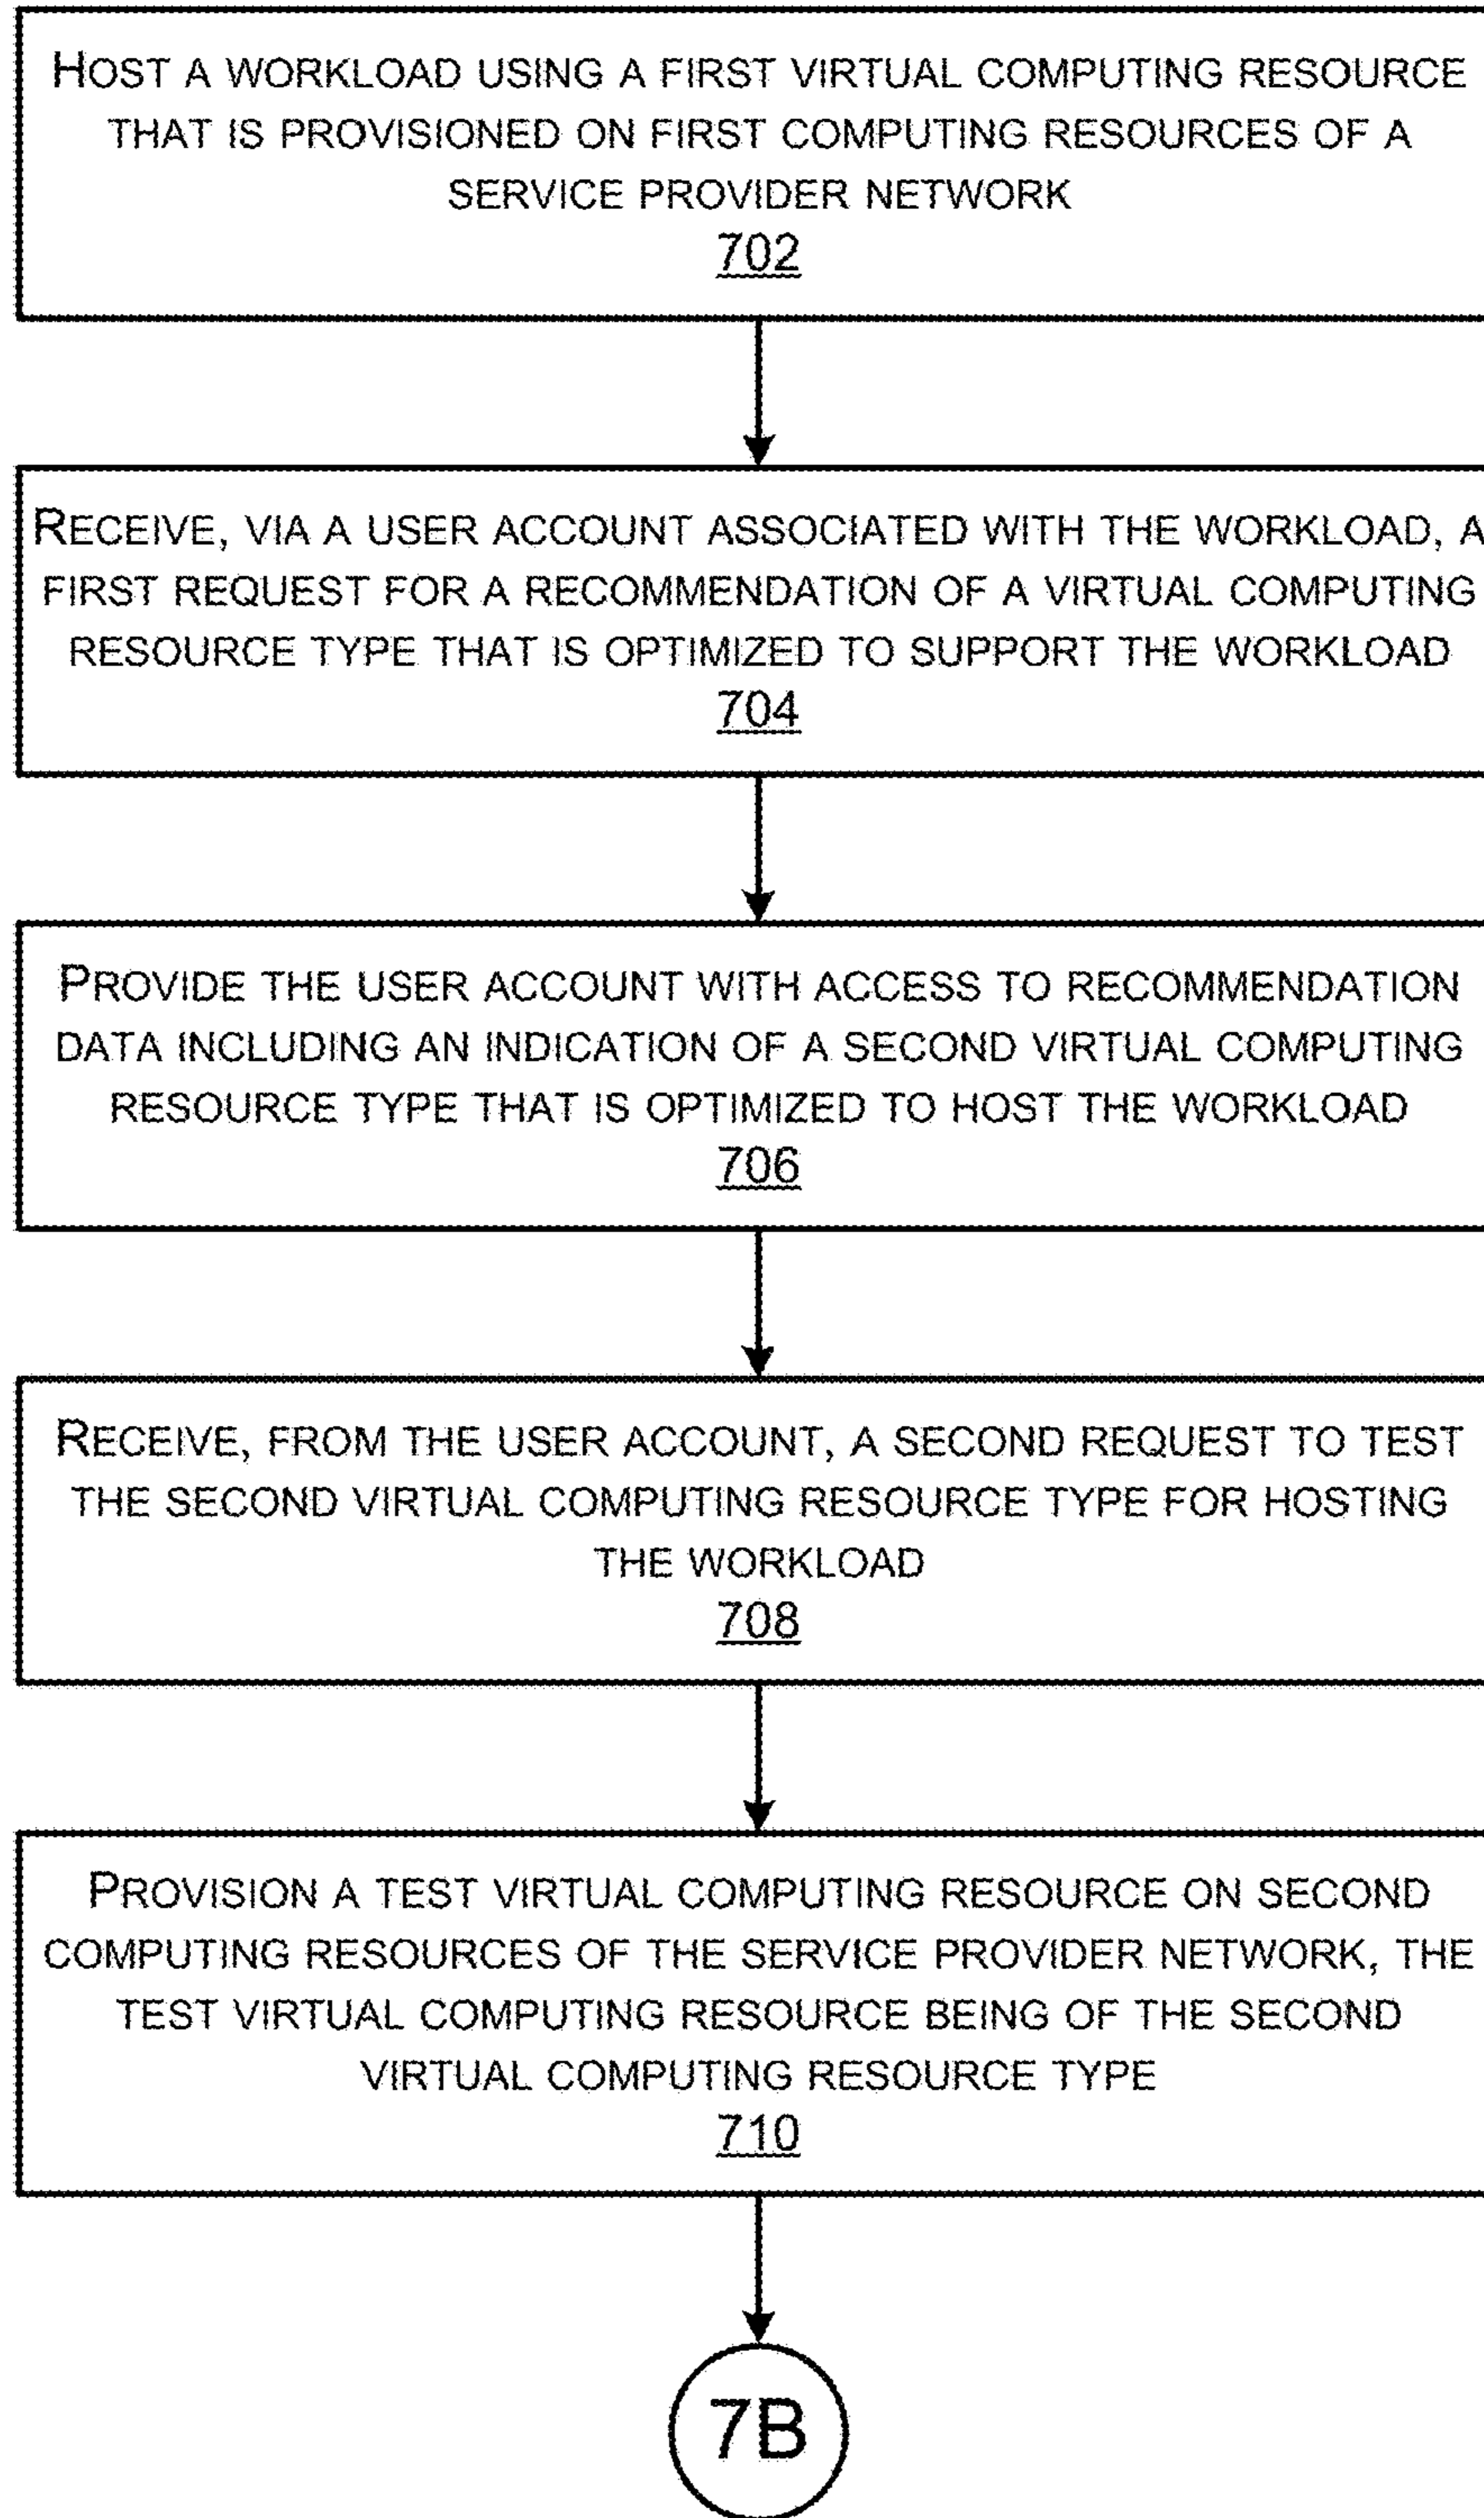 HOST A WORKLOAD USING A FIRST VIRTUAL COMPUTING RESOURCE
THAT IS PROVISIONED ON FIRST COMPUTING RESOURCES OF A
SERVICE PROVIDER NETWORK
702
RECEIVE, VIA A USER ACCOUNT ASSOCIATED WITH THE WORKLOAD, A
FIRST REQUEST FOR A RECOMMENDATION OF A VIRTUAL COMPUTING
RESOURCE TYPE THAT IS OPTIMIZED TO SUPPORT THE WORKLOAD
704
PROVIDE THE USER ACCOUNT WITH ACCESS TO RECOMMENDATION
DATA INCLUDING AN INDICATION OF A SECOND VIRTUAL COMPUTING
RESOURCE TYPE THAT IS OPTIMIZED TO HOST THE WORKLOAD
706
RECEIVE, FROM THE USER ACCOUNT, A SECOND REQUEST TO TEST
THE SECOND VIRTUAL COMPUTING RESOURCE TYPE FOR HOSTING
THE WORKLOAD
708
PROVISION A TEST VIRTUAL COMPUTING RESOURCE ON SECOND
COMPUTING RESOURCES OF THE SERVICE PROVIDER NETWORK, THE
TEST VIRTUAL COMPUTING RESOURCE BEING OF THE SECOND
VIRTUAL COMPUTING RESOURCE TYPE
710
7B